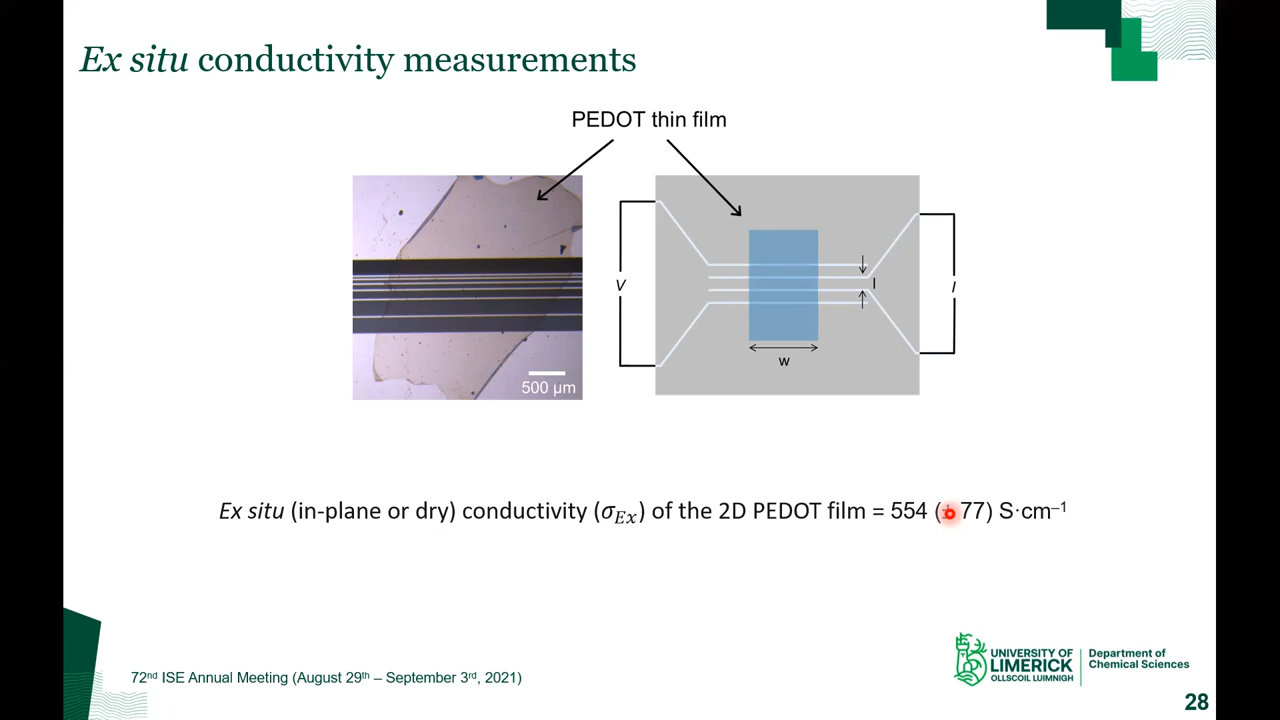 Ex situ conductivity measurements
PEDOT thin film
500 µm
V
l
I
w
Ex situ (in-plane or dry) conductivity (σEx) of the 2D PEDOT film = 554 (± 77) S·cm⁻¹
72nd ISE Annual Meeting (August 29th – September 3rd, 2021)
UNIVERSITY OF
LIMERICK
OLLSCOIL LUIMNIGH
Department of
Chemical Sciences
28